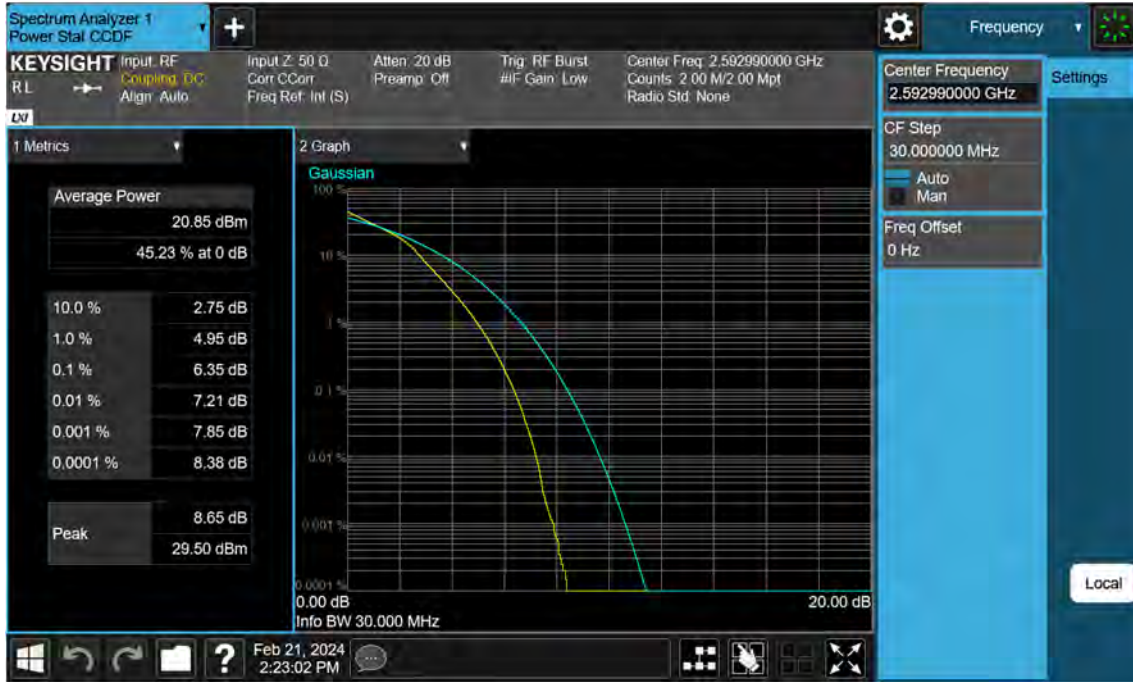 Spectrum Analyzer 1
Power Stat CCDF
Frequency
KEYSIGHT
RL
LXI
Input: RF
Coupling: DC
Align: Auto
Input Z: 50 Ω
Corr CCorr
Freq Ref: Int (S)
Atten: 20 dB
Preamp: Off
Trig: RF Burst
#IF Gain: Low
Center Freq: 2.592990000 GHz
Counts: 2.00 M/2.00 Mpt
Radio Std: None
Center Frequency
2.592990000 GHz
Settings
CF Step
30.000000 MHz
Auto
Man
Freq Offset
0 Hz
1 Metrics
Average Power
20.85 dBm
45.23 % at 0 dB
10.0 % 2.75 dB
1.0 % 4.95 dB
0.1 % 6.35 dB
0.01 % 7.21 dB
0.001 % 7.85 dB
0.0001 % 8.38 dB
Peak
8.65 dB
29.50 dBm
2 Graph
Gaussian
100 %
10 %
1 %
0.1 %
0.01 %
0.001 %
0.0001 %
0.00 dB 20.00 dB
Info BW 30.000 MHz
Local
?
Feb 21, 2024
2:23:02 PM